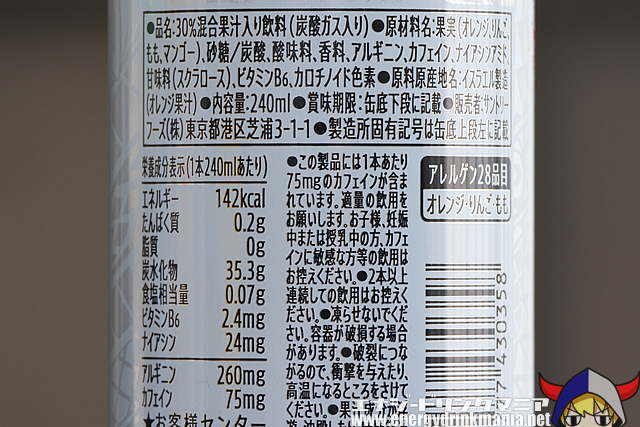 ●品名:30%混合果汁入り飲料(炭酸ガス入り)●原材料名:果実(オレンジ、りんご、
もも、マンゴー)、砂糖/炭酸、酸味料、香料、アルギニン、カフェイン、ナイアシンアミド、
甘味料(スクラロース)、ビタミンB6、カロチノイド色素●原料原産地名:イスラエル製造
(オレンジ果汁)●内容量:240ml●賞味期限:缶底下段に記載●販売者:サントリー
フーズ(株)東京都港区芝浦3-1-1●製造所固有記号は缶底上段左に記載
栄養成分表示(1本240mlあたり)
エネルギー 142kcal
たんぱく質 0.2g
脂質 0g
炭水化物 35.3g
食塩相当量 0.07g
ビタミンB6 2.4mg
ナイアシン 24mg
アルギニン 260mg
カフェイン 75mg
★お客様センター
●この製品には1本あたり
75mgのカフェインが含ま
れています。適量の飲用を
お願いします。お子様、妊娠
中または授乳中の方、カフェ
インに敏感な方等の飲用は
お控えください。●2本以上
連続しての飲用はお控えく
ださい。●凍らせないでくだ
さい。容器が破損する場合
があります。●破裂につな
がるので、衝撃を与えたり、
高温になるところをさけて
ください。●果
アレルゲン28品目
オレンジ・りんご・もも
430358
エナジードリンクマニア
www.energydrinkmania.net